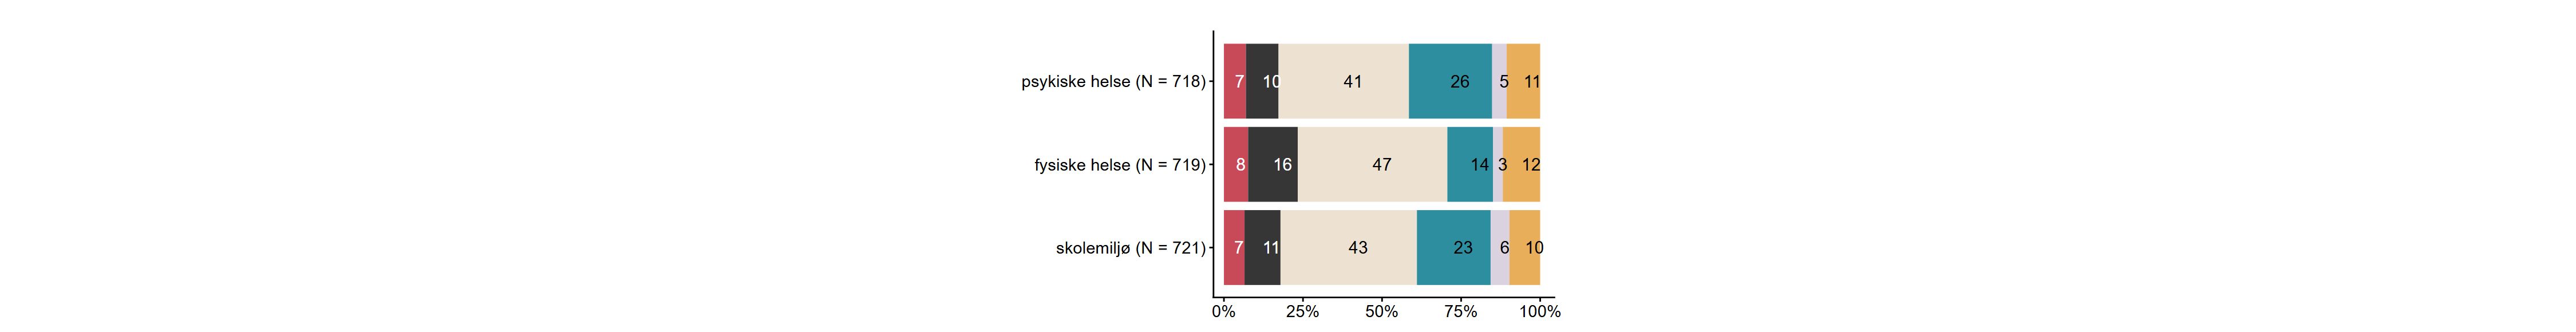 psykiske helse (N = 718) 7 10 41 26 5 11
fysiske helse (N = 719) 8 16 47 14 3 12
skolemiljø (N = 721) 7 11 43 23 6 10
0% 25% 50% 75% 100%